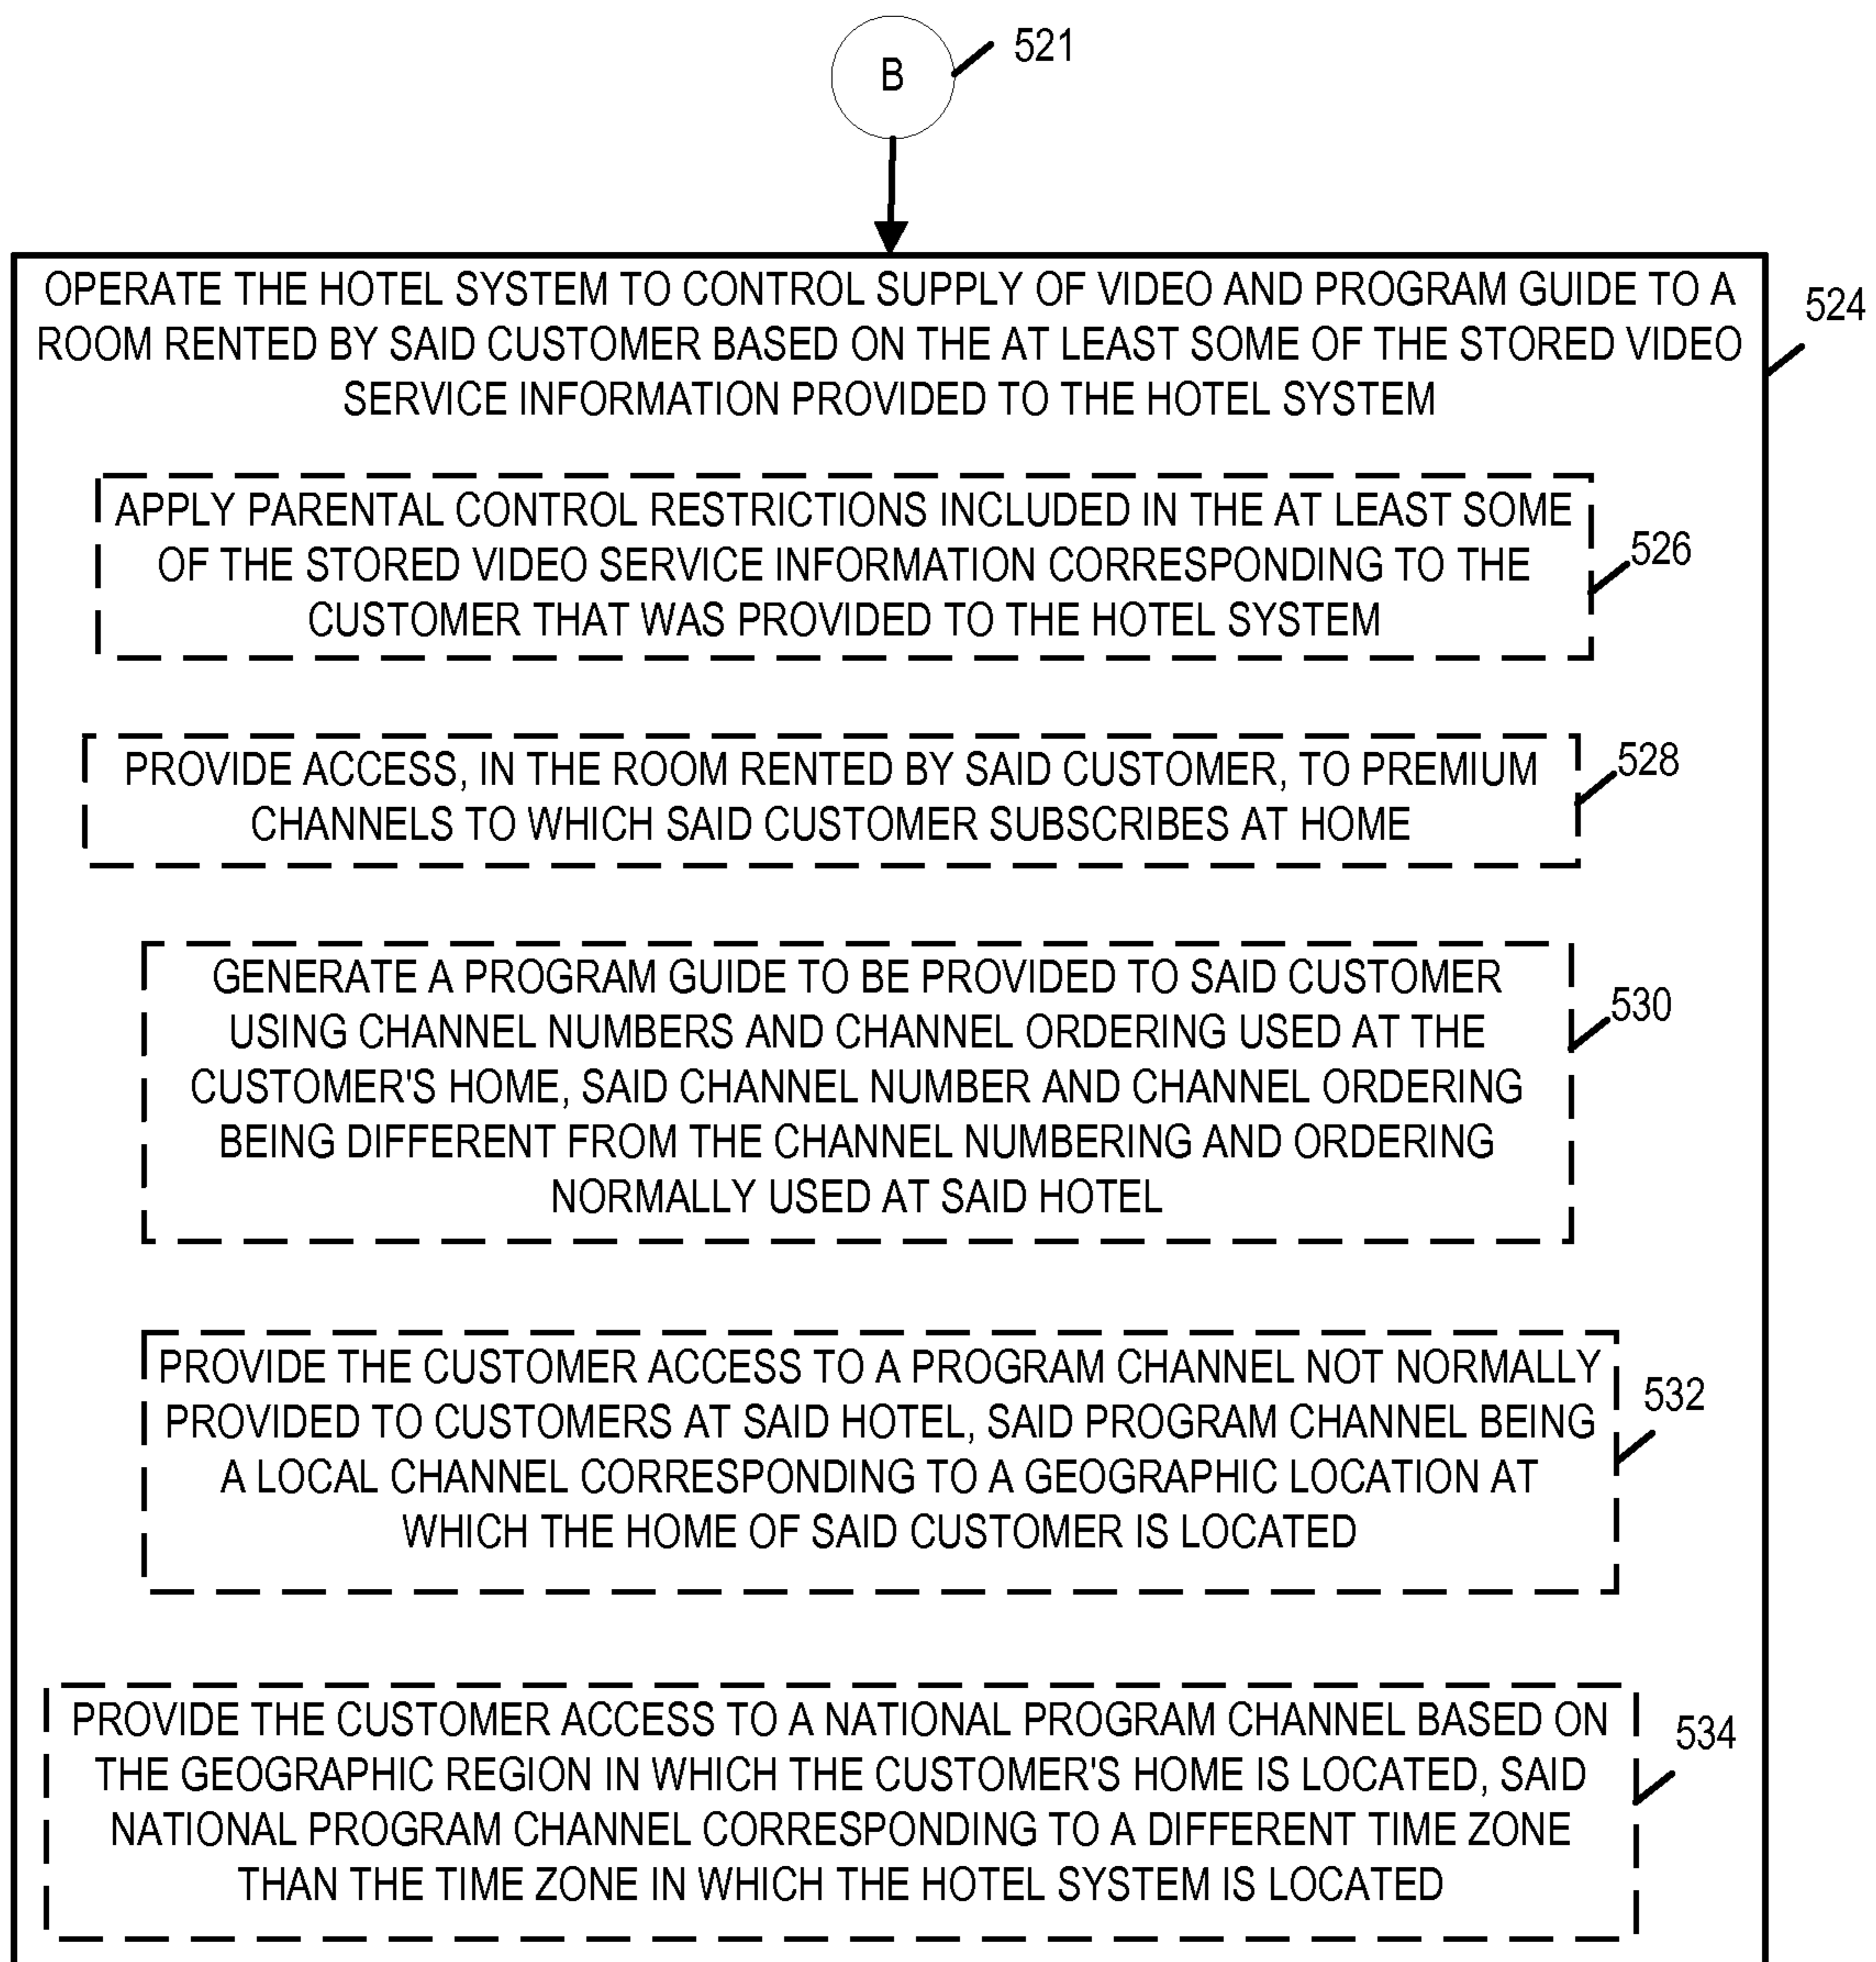 B
521
OPERATE THE HOTEL SYSTEM TO CONTROL SUPPLY OF VIDEO AND PROGRAM GUIDE TO A
ROOM RENTED BY SAID CUSTOMER BASED ON THE AT LEAST SOME OF THE STORED VIDEO
SERVICE INFORMATION PROVIDED TO THE HOTEL SYSTEM
524
APPLY PARENTAL CONTROL RESTRICTIONS INCLUDED IN THE AT LEAST SOME
OF THE STORED VIDEO SERVICE INFORMATION CORRESPONDING TO THE
CUSTOMER THAT WAS PROVIDED TO THE HOTEL SYSTEM
526
PROVIDE ACCESS, IN THE ROOM RENTED BY SAID CUSTOMER, TO PREMIUM
CHANNELS TO WHICH SAID CUSTOMER SUBSCRIBES AT HOME
528
GENERATE A PROGRAM GUIDE TO BE PROVIDED TO SAID CUSTOMER
USING CHANNEL NUMBERS AND CHANNEL ORDERING USED AT THE
CUSTOMER'S HOME, SAID CHANNEL NUMBER AND CHANNEL ORDERING
BEING DIFFERENT FROM THE CHANNEL NUMBERING AND ORDERING
NORMALLY USED AT SAID HOTEL
530
PROVIDE THE CUSTOMER ACCESS TO A PROGRAM CHANNEL NOT NORMALLY
PROVIDED TO CUSTOMERS AT SAID HOTEL, SAID PROGRAM CHANNEL BEING
A LOCAL CHANNEL CORRESPONDING TO A GEOGRAPHIC LOCATION AT
WHICH THE HOME OF SAID CUSTOMER IS LOCATED
532
PROVIDE THE CUSTOMER ACCESS TO A NATIONAL PROGRAM CHANNEL BASED ON
THE GEOGRAPHIC REGION IN WHICH THE CUSTOMER'S HOME IS LOCATED, SAID
NATIONAL PROGRAM CHANNEL CORRESPONDING TO A DIFFERENT TIME ZONE
THAN THE TIME ZONE IN WHICH THE HOTEL SYSTEM IS LOCATED
534